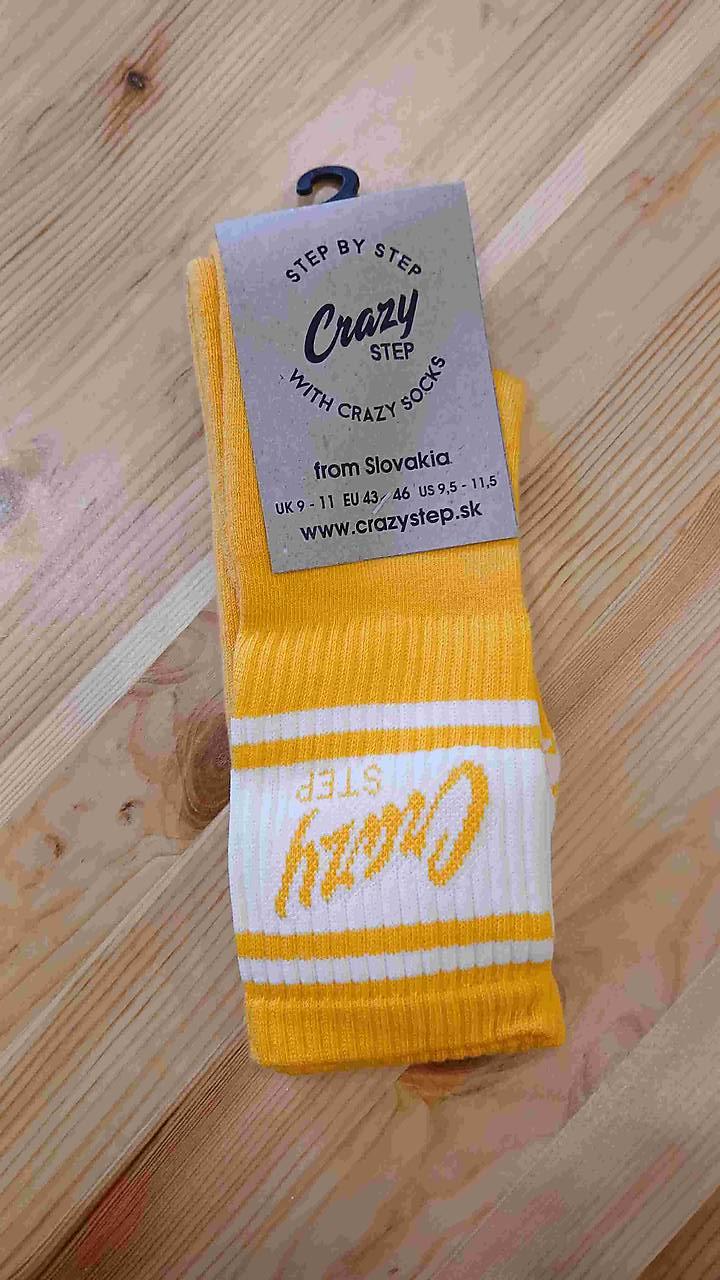 STEP BY STEP
Crazy
STEP
WITH CRAZY SOCKS
from Slovakia
UK 9 - 11 EU 43 - 46 US 9,5 - 11,5
www.crazystep.sk
Crazy
STEP